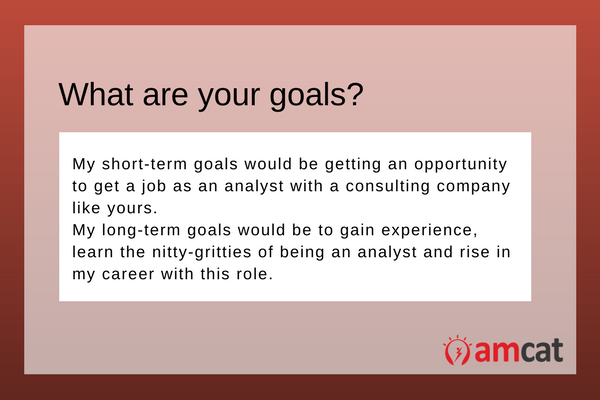 What are your goals?
My short-term goals would be getting an opportunity
to get a job as an analyst with a consulting company
like yours.
My long-term goals would be to gain experience,
learn the nitty-gritties of being an analyst and rise in
my career with this role.
amcat